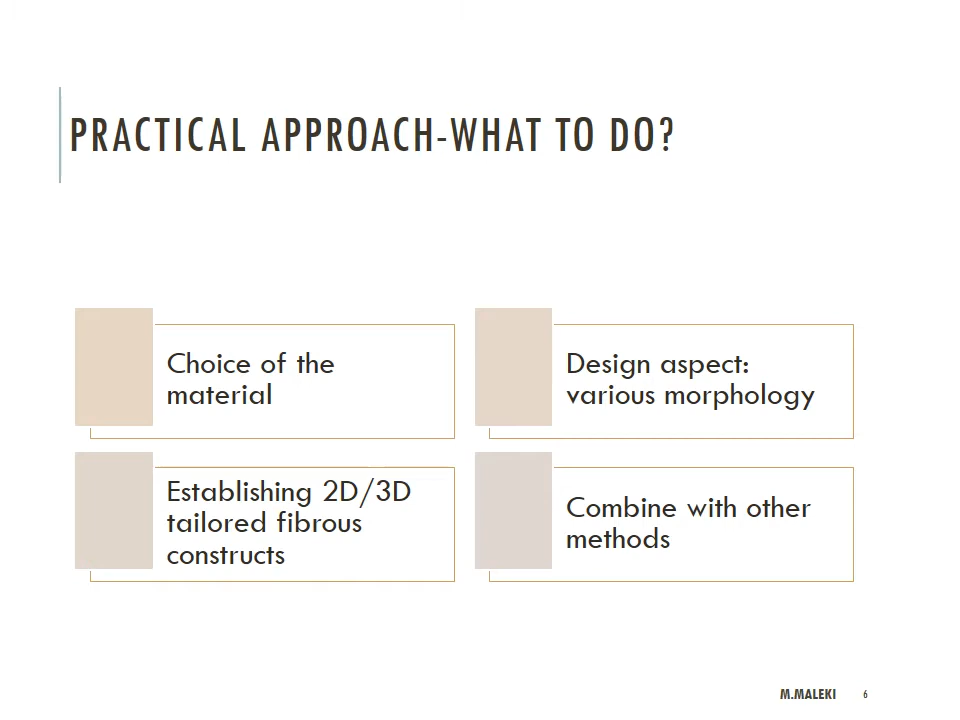 PRACTICAL APPROACH-WHAT TO DO?
Choice of the
material
Design aspect:
various morphology
Establishing 2D/3D
tailored fibrous
constructs
Combine with other
methods
M.MALEKI 6